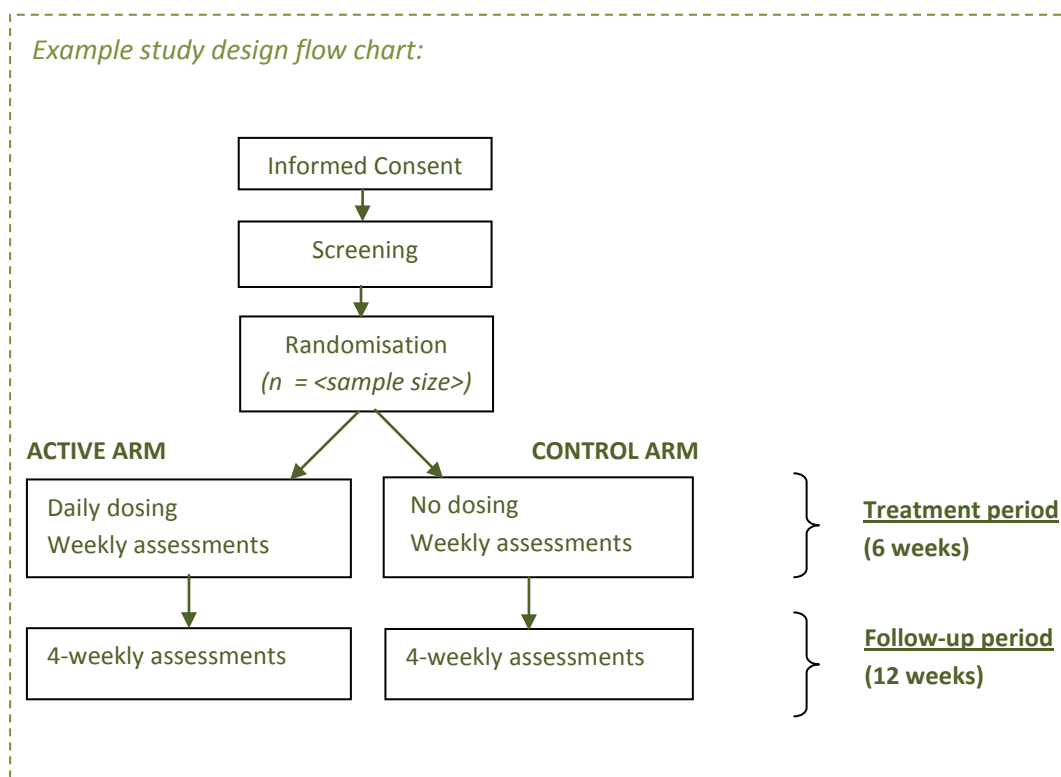 Example study design flow chart:
Informed Consent
Screening
Randomisation
(n = <sample size>)
ACTIVE ARM
CONTROL ARM
Daily dosing
Weekly assessments
No dosing
Weekly assessments
Treatment period
(6 weeks)
4-weekly assessments
4-weekly assessments
Follow-up period
(12 weeks)